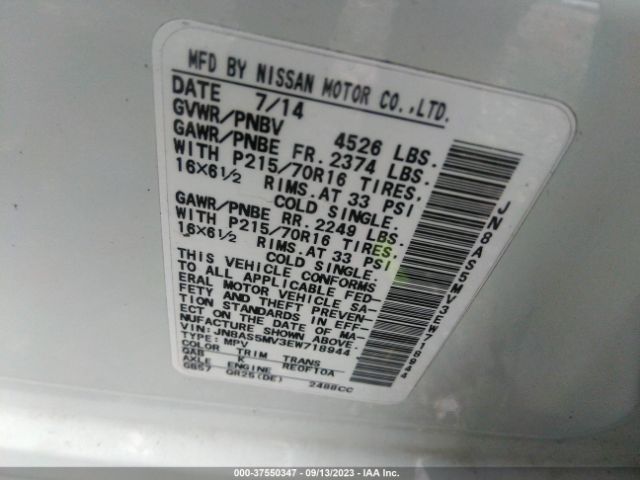 MFD BY NISSAN MOTOR CO.,LTD.
DATE 7/14
GVWR/PNBV 4526 LBS.
GAWR/PNBE FR. 2374 LBS.
WITH P215/70R16 TIRES,
16X6½ RIMS. AT 33 PSI
COLD SINGLE.
GAWR/PNBE RR. 2249 LBS.
WITH P215/70R16 TIRES,
16X6½ RIMS. AT 33 PSI
COLD SINGLE.
THIS VEHICLE CONFORMS
TO ALL APPLICABLE FED-
ERAL MOTOR VEHICLE SA-
FETY AND THEFT PREVEN-
TION STANDARDS IN EFF-
ECT ON THE DATE OF MA-
NUFACTURE SHOWN ABOVE.
VIN: JN8AS5MV3EW718944
TYPE: MPV
COLOR TRIM TRANS
QAB K RE0F10A
AXLE ENGINE
GB57 QR25(DE) 2488CC
JN8AS5MV3EW718944
000-37550347 - 09/13/2023 - IAA Inc.